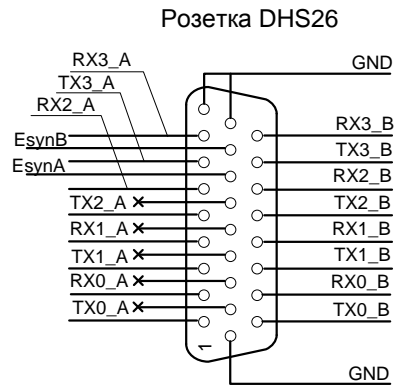 Розетка DHS26
GND
RX3_A
TX3_A
RX2_A
EsynB
EsynA
TX2_A
RX1_A
TX1_A
RX0_A
TX0_A
RX3_B
TX3_B
RX2_B
TX2_B
RX1_B
TX1_B
RX0_B
TX0_B
1
GND